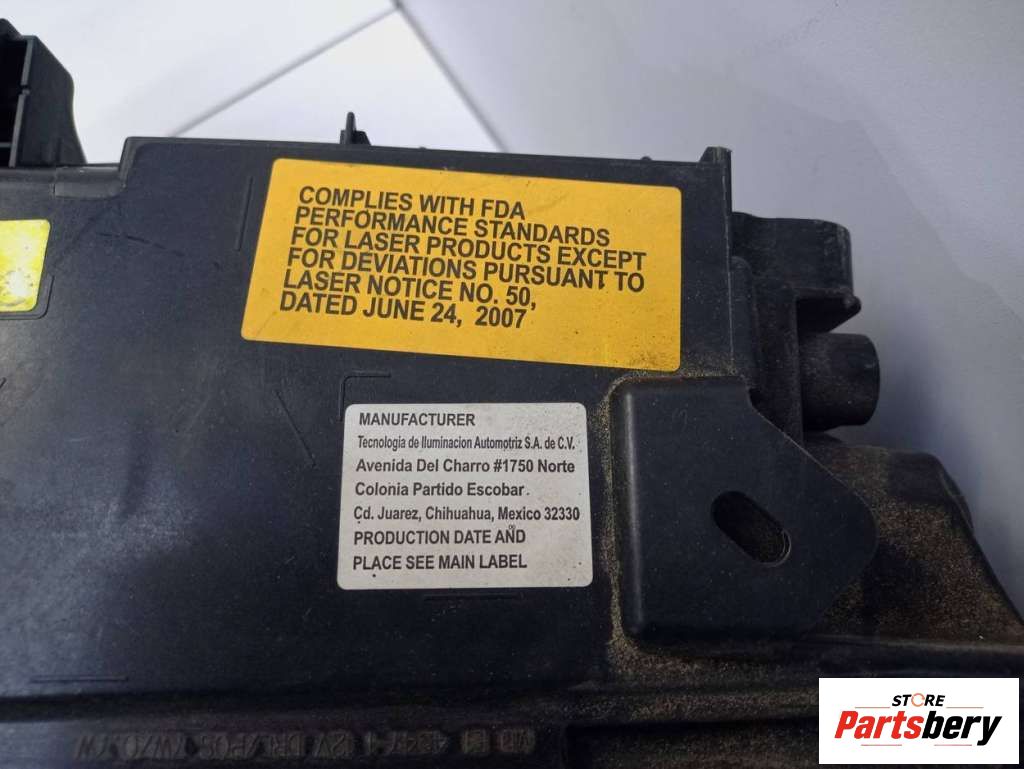 COMPLIES WITH FDA
PERFORMANCE STANDARDS
FOR LASER PRODUCTS EXCEPT
FOR DEVIATIONS PURSUANT TO
LASER NOTICE NO. 50,
DATED JUNE 24, 2007
MANUFACTURER
Tecnologia de Iluminacion Automotriz S.A. de C.V.
Avenida Del Charro #1750 Norte
Colonia Partido Escobar
Cd. Juarez, Chihuahua, Mexico 32330
PRODUCTION DATE AND
PLACE SEE MAIN LABEL
STORE
Partsbery